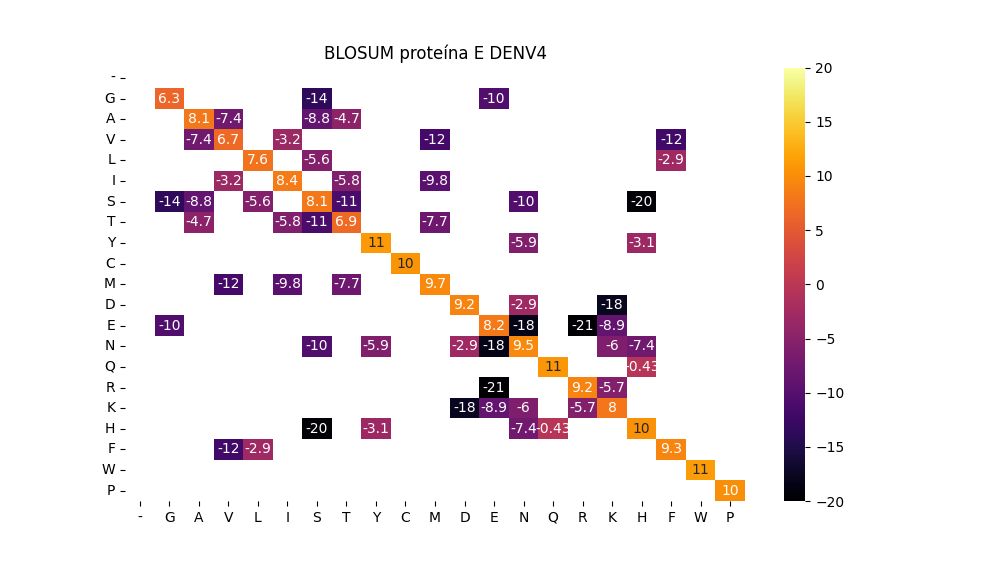 BLOSUM proteína E DENV4
-
G 6.3 -14 -10
A 8.1 -7.4 -8.8 -4.7
V -7.4 6.7 -3.2 -12 -12
L 7.6 -5.6 -2.9
I -3.2 8.4 -5.8 -9.8
S -14 -8.8 -5.6 8.1 -11 -10 -20
T -4.7 -5.8 -11 6.9 -7.7
Y 11 -5.9 -3.1
C 10
M -12 -9.8 -7.7 9.7
D 9.2 -2.9 -18
E -10 8.2 -18 -21 -8.9
N -10 -5.9 -2.9 -18 9.5 -6 -7.4
Q 11 -0.43
R -21 9.2 -5.7
K -18 -8.9 -6 -5.7 8
H -20 -3.1 -7.4 -0.43 10
F -12 -2.9 9.3
W 11
P 10
- G A V L I S T Y C M D E N Q R K H F W P
20
15
10
5
0
−5
−10
−15
−20